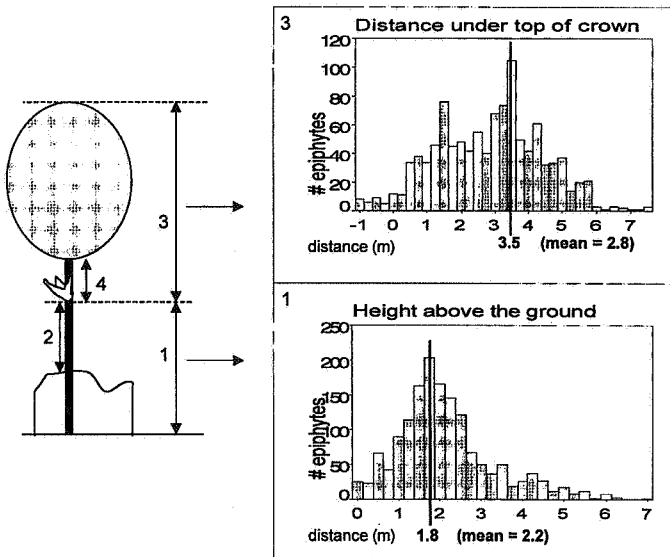 3
4
2
1
3
Distance under top of crown
# epiphytes
120
100
80
60
40
20
0
-1 0 1 2 3 4 5 6 7
distance (m) 3.5 (mean = 2.8)
1
Height above the ground
# epiphytes
250
200
150
100
50
0
0 1 2 3 4 5 6 7
distance (m) 1.8 (mean = 2.2)